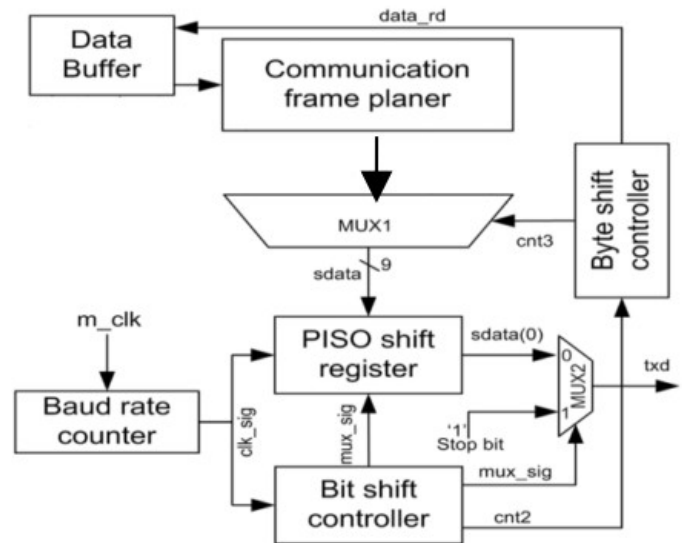 data_rd
Data
Buffer
Communication
frame planer
MUX1
cnt3
Byte shift
controller
sdata
9
m_clk
PISO shift
register
sdata(0)
0
MUX2
txd
Baud rate
counter
clk_sig
mux_sig
'1'
1
Stop bit
mux_sig
Bit shift
controller
cnt2